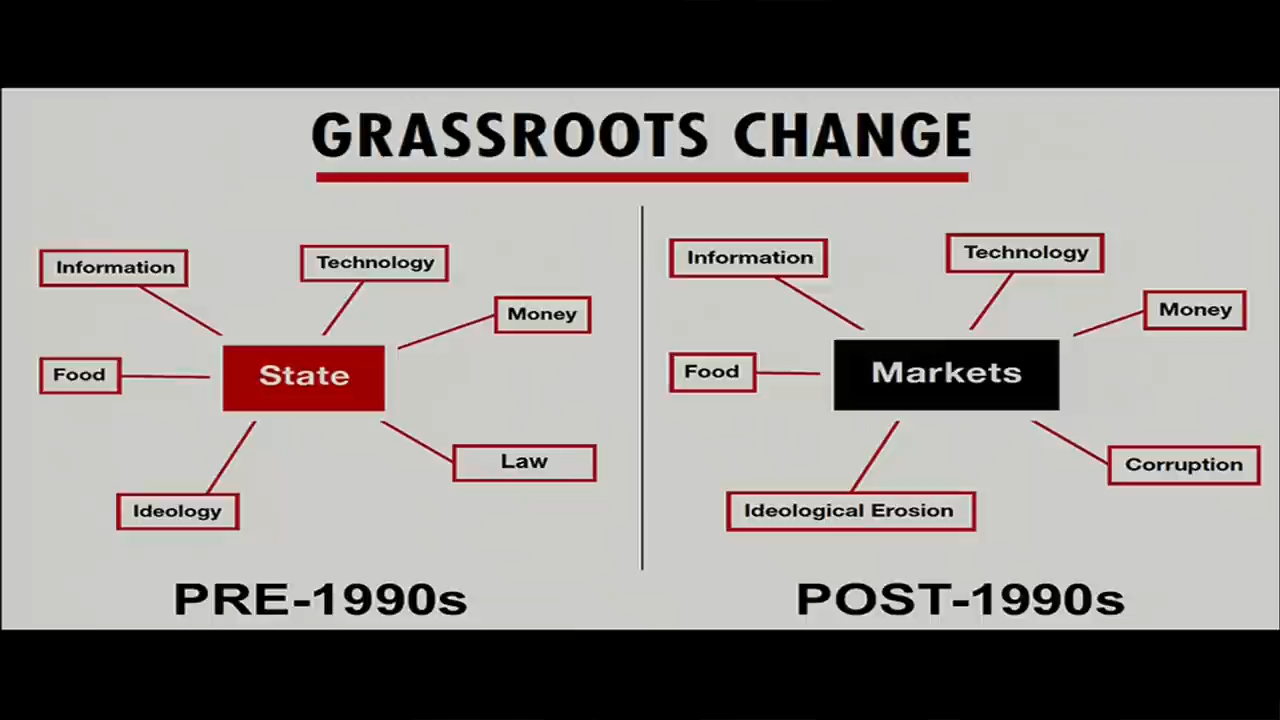 GRASSROOTS CHANGE
Information
Technology
Money
Food
State
Law
Ideology
PRE-1990s
Information
Technology
Money
Food
Markets
Corruption
Ideological Erosion
POST-1990s